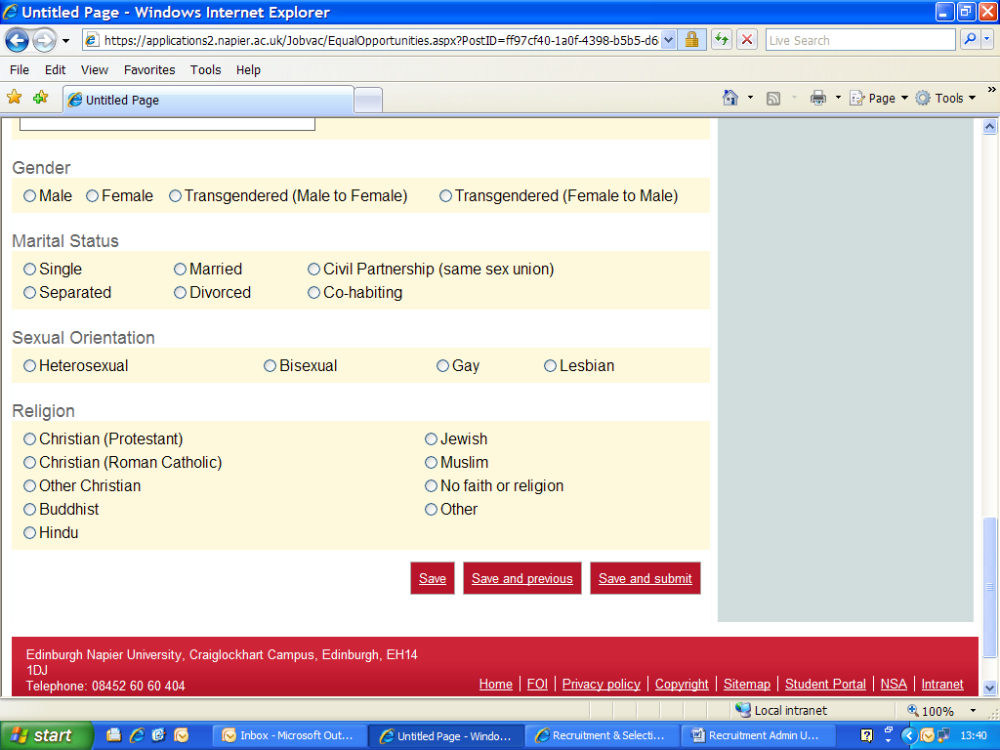 Untitled Page - Windows Internet Explorer
https://applications2.napier.ac.uk/Jobvac/EqualOpportunities.aspx?PostID=ff97cf40-1a0f-4398-b5b5-d6
Live Search
File Edit View Favorites Tools Help
Untitled Page
Page Tools »
Gender
Male Female Transgendered (Male to Female) Transgendered (Female to Male)
Marital Status
Single Married Civil Partnership (same sex union)
Separated Divorced Co-habiting
Sexual Orientation
Heterosexual Bisexual Gay Lesbian
Religion
Christian (Protestant) Jewish
Christian (Roman Catholic) Muslim
Other Christian No faith or religion
Buddhist Other
Hindu
Save Save and previous Save and submit
Edinburgh Napier University, Craiglockhart Campus, Edinburgh, EH14
1DJ
Telephone: 08452 60 60 404
Home | FOI | Privacy policy | Copyright | Sitemap | Student Portal | NSA | Intranet
Local intranet 100%
start Inbox - Microsoft Out... Untitled Page - Windo... Recruitment & Selecti... Recruitment Admin U... 13:40